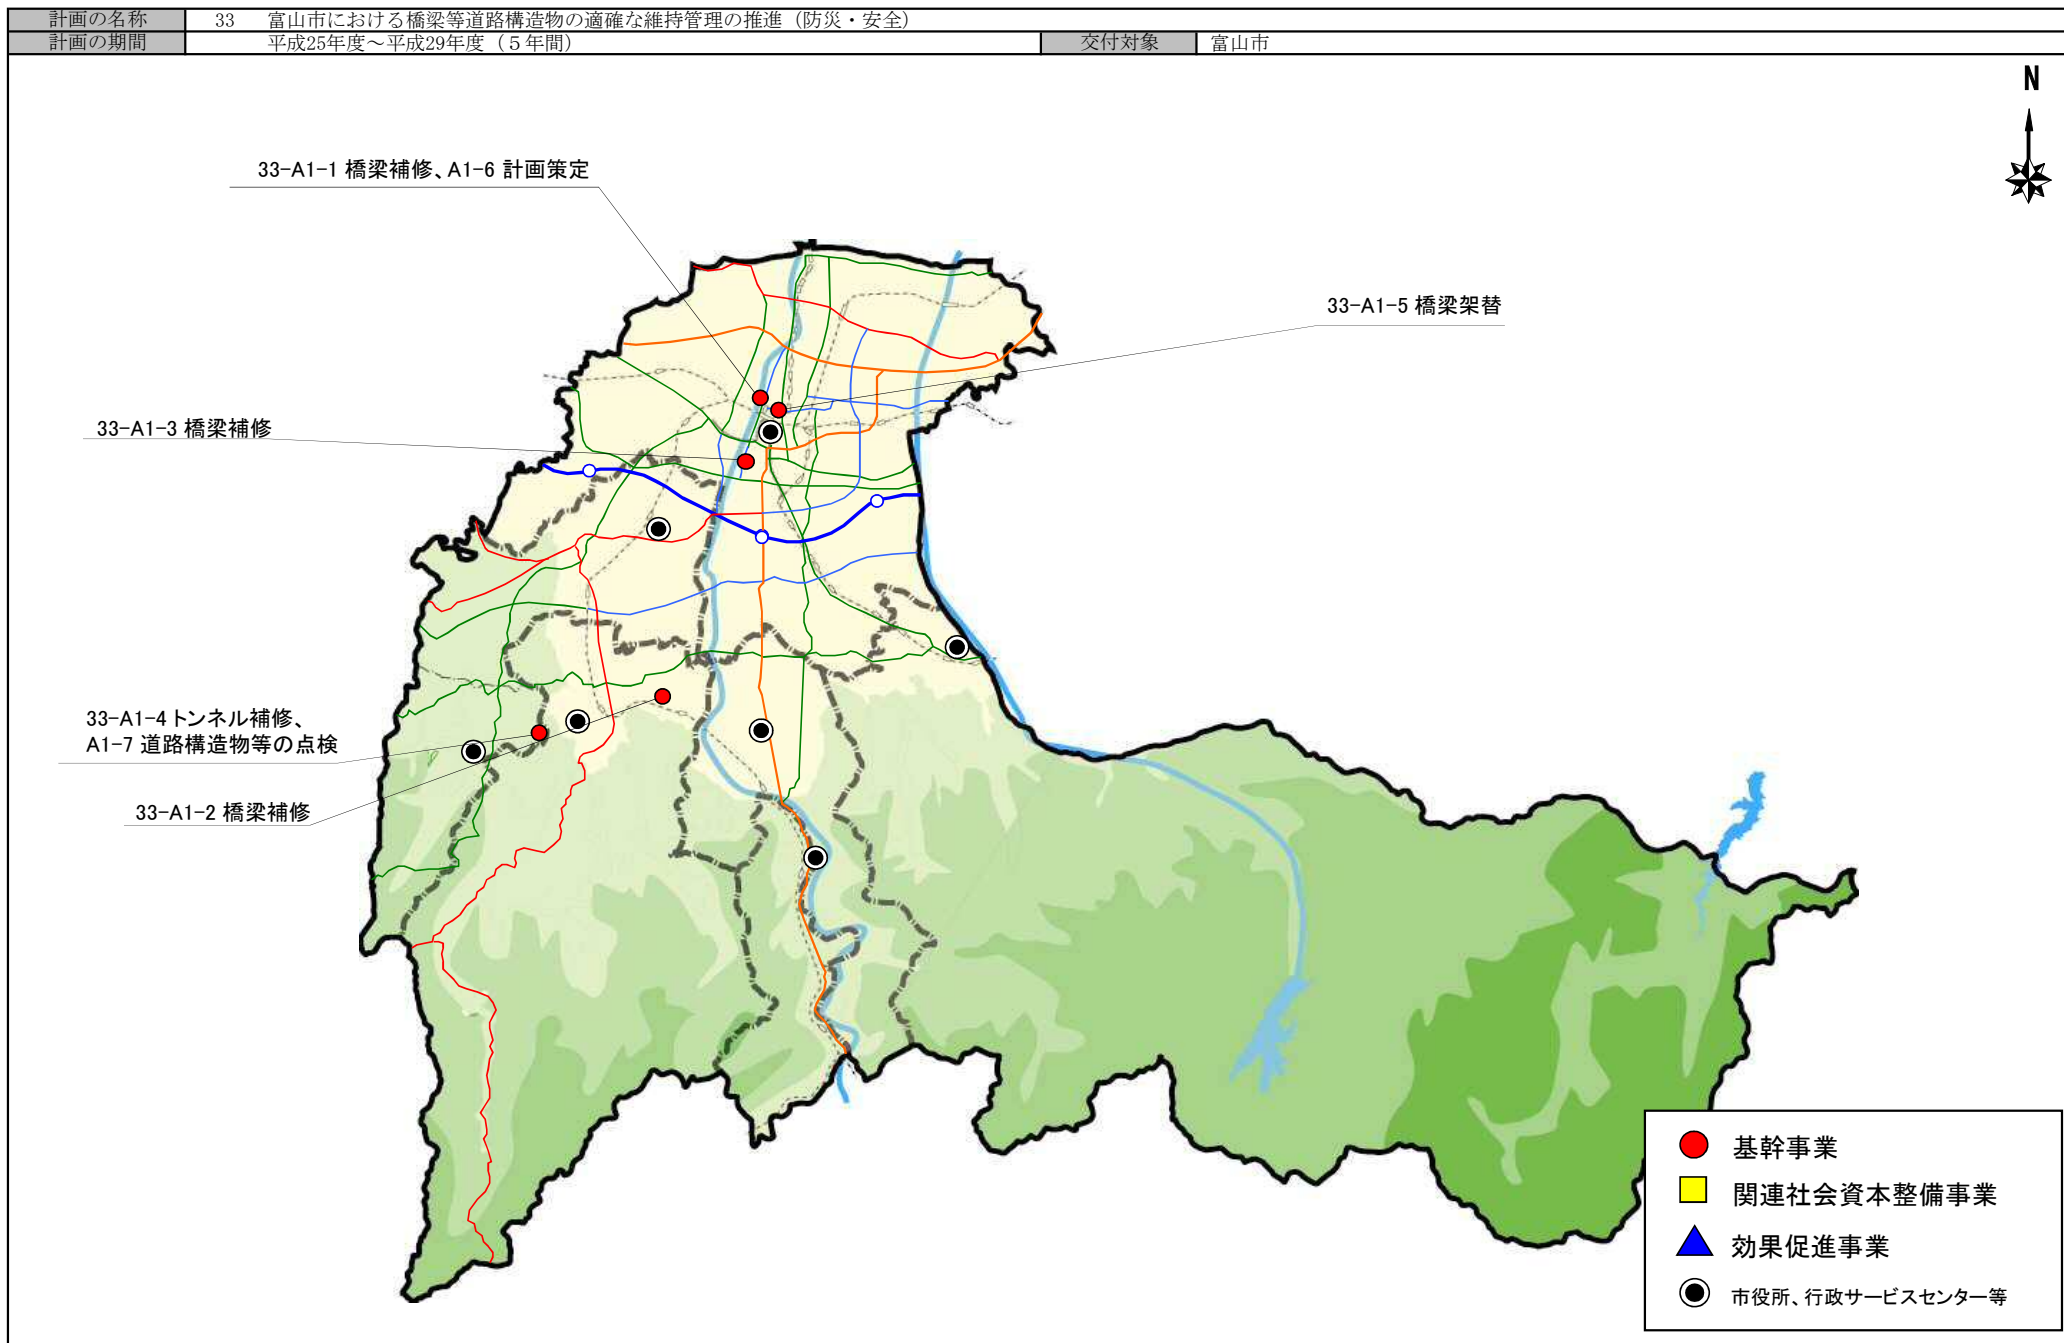 計画の名称 33 富山市における橋梁等道路構造物の適確な維持管理の推進（防災・安全）
計画の期間 平成25年度～平成29年度（５年間） 交付対象 富山市
N
33-A1-1 橋梁補修、A1-6 計画策定
33-A1-5 橋梁架替
33-A1-3 橋梁補修
33-A1-4 トンネル補修、
A1-7 道路構造物等の点検
33-A1-2 橋梁補修
基幹事業
関連社会資本整備事業
効果促進事業
市役所、行政サービスセンター等